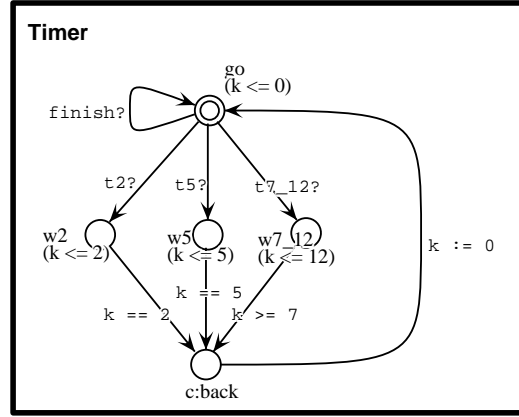 Timer
go
(k <= 0)
finish?
t2?
t5?
t7_12?
w2
(k <= 2)
w5
(k <= 5)
w7_12
(k <= 12)
k := 0
k == 5
k == 2
k >= 7
c:back